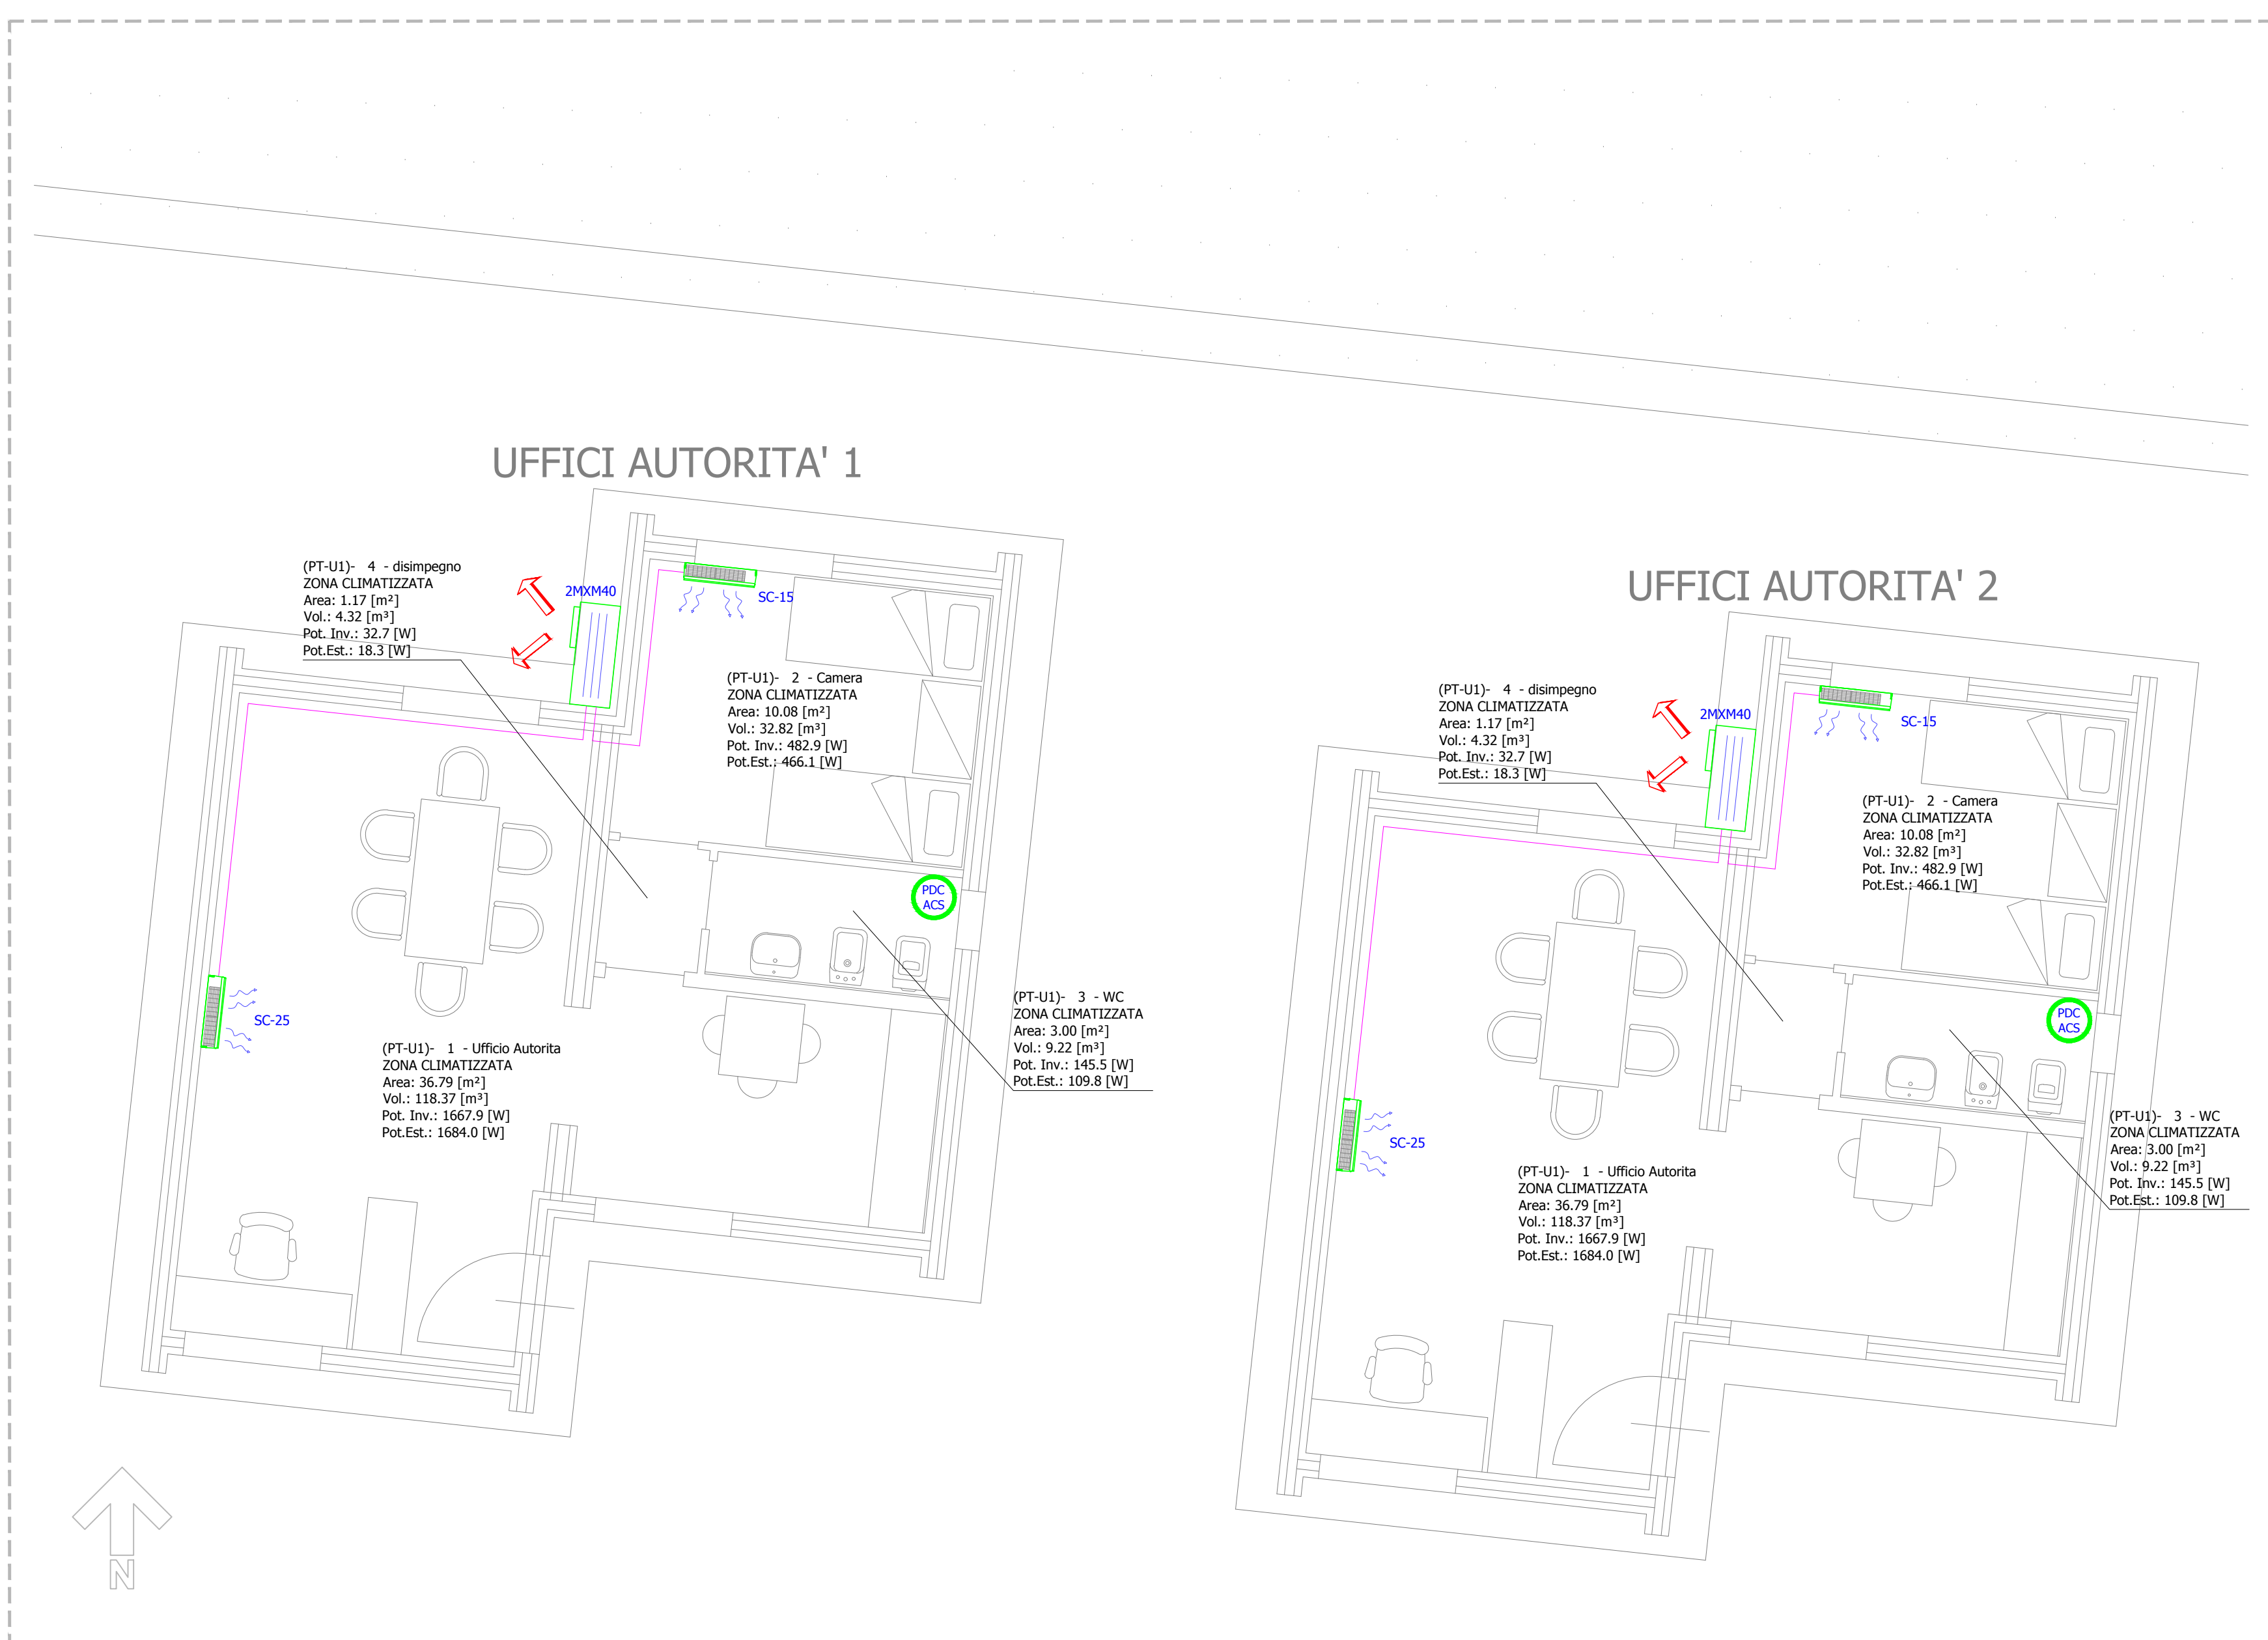 UFFICI AUTORITA' 1
(PT-U1)- 4 - disimpegno
ZONA CLIMATIZZATA
Area: 1.17 [m²]
Vol.: 4.32 [m³]
Pot. Inv.: 32.7 [W]
Pot.Est.: 18.3 [W]
2MXM40
SC-15
(PT-U1)- 2 - Camera
ZONA CLIMATIZZATA
Area: 10.08 [m²]
Vol.: 32.82 [m³]
Pot. Inv.: 482.9 [W]
Pot.Est.: 466.1 [W]
PDC
ACS
(PT-U1)- 3 - WC
ZONA CLIMATIZZATA
Area: 3.00 [m²]
Vol.: 9.22 [m³]
Pot. Inv.: 145.5 [W]
Pot.Est.: 109.8 [W]
SC-25
(PT-U1)- 1 - Ufficio Autorita
ZONA CLIMATIZZATA
Area: 36.79 [m²]
Vol.: 118.37 [m³]
Pot. Inv.: 1667.9 [W]
Pot.Est.: 1684.0 [W]
UFFICI AUTORITA' 2
(PT-U1)- 4 - disimpegno
ZONA CLIMATIZZATA
Area: 1.17 [m²]
Vol.: 4.32 [m³]
Pot. Inv.: 32.7 [W]
Pot.Est.: 18.3 [W]
2MXM40
SC-15
(PT-U1)- 2 - Camera
ZONA CLIMATIZZATA
Area: 10.08 [m²]
Vol.: 32.82 [m³]
Pot. Inv.: 482.9 [W]
Pot.Est.: 466.1 [W]
PDC
ACS
(PT-U1)- 3 - WC
ZONA CLIMATIZZATA
Area: 3.00 [m²]
Vol.: 9.22 [m³]
Pot. Inv.: 145.5 [W]
Pot.Est.: 109.8 [W]
SC-25
(PT-U1)- 1 - Ufficio Autorita
ZONA CLIMATIZZATA
Area: 36.79 [m²]
Vol.: 118.37 [m³]
Pot. Inv.: 1667.9 [W]
Pot.Est.: 1684.0 [W]
N